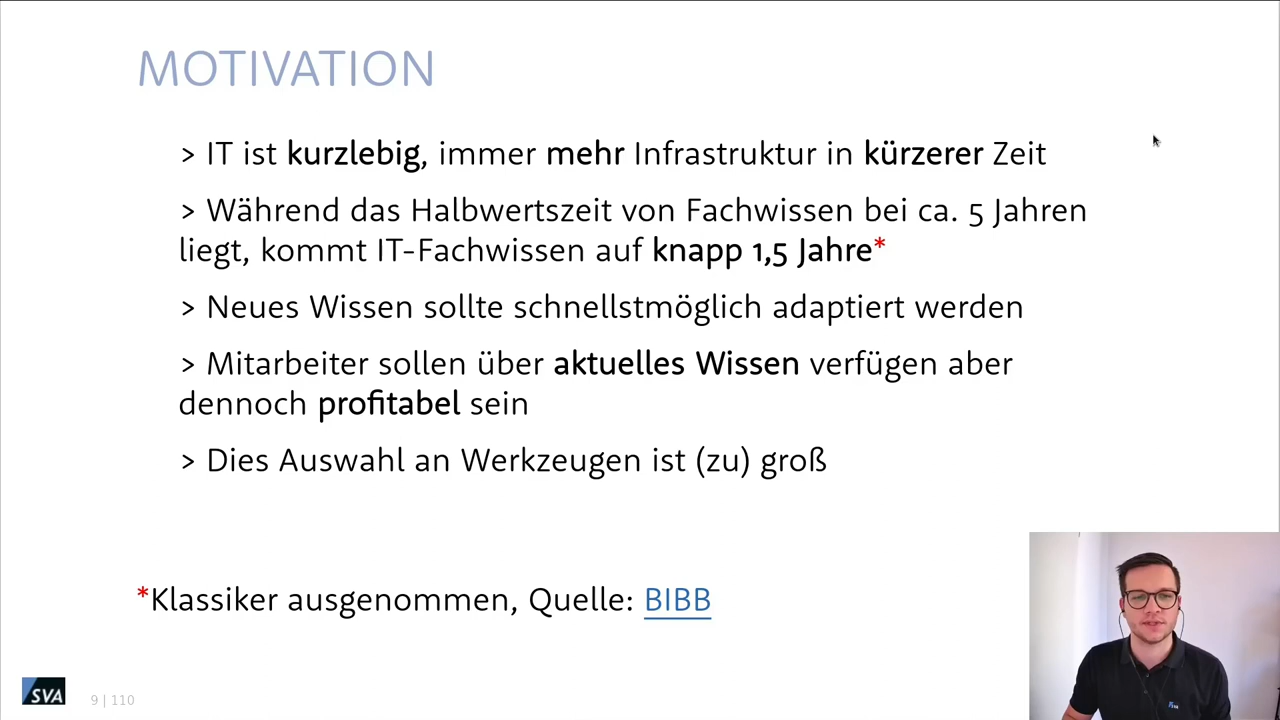 MOTIVATION
> IT ist kurzlebig, immer mehr Infrastruktur in kürzerer Zeit
> Während das Halbwertszeit von Fachwissen bei ca. 5 Jahren
liegt, kommt IT-Fachwissen auf knapp 1,5 Jahre*
> Neues Wissen sollte schnellstmöglich adaptiert werden
> Mitarbeiter sollen über aktuelles Wissen verfügen aber
dennoch profitabel sein
> Dies Auswahl an Werkzeugen ist (zu) groß
*Klassiker ausgenommen, Quelle: BIBB
SVA
9 | 110